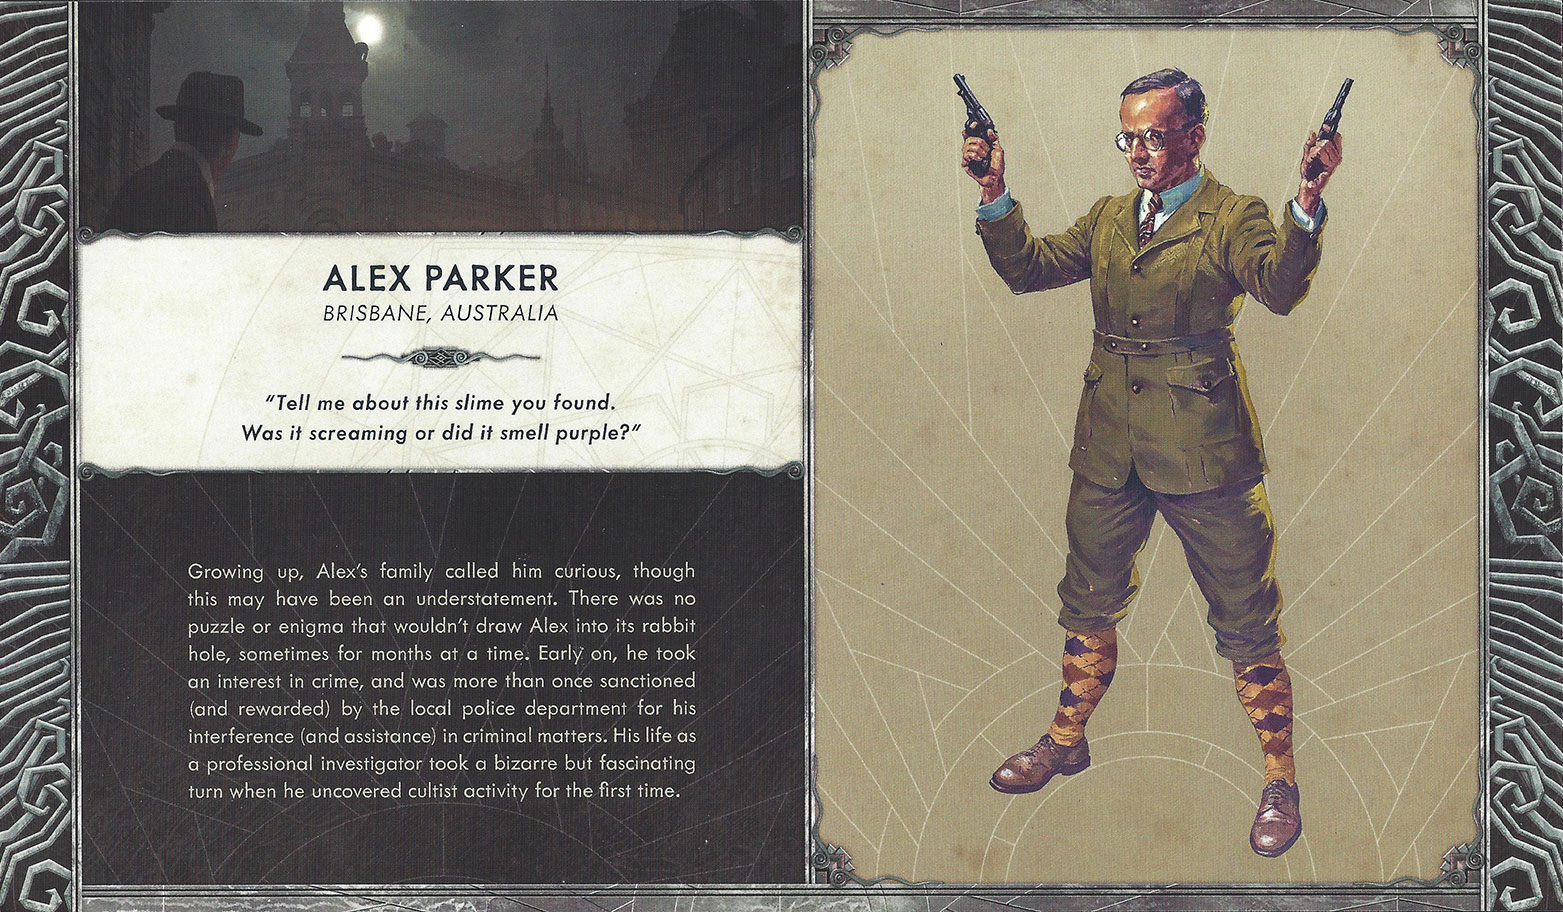 ALEX PARKER
BRISBANE, AUSTRALIA
“Tell me about this slime you found.
Was it screaming or did it smell purple?”
Growing up, Alex’s family called him curious, though
this may have been an understatement. There was no
puzzle or enigma that wouldn’t draw Alex into its rabbit
hole, sometimes for months at a time. Early on, he took
an interest in crime, and was more than once sanctioned
(and rewarded) by the local police department for his
interference (and assistance) in criminal matters. His life as
a professional investigator took a bizarre but fascinating
turn when he uncovered cultist activity for the first time.